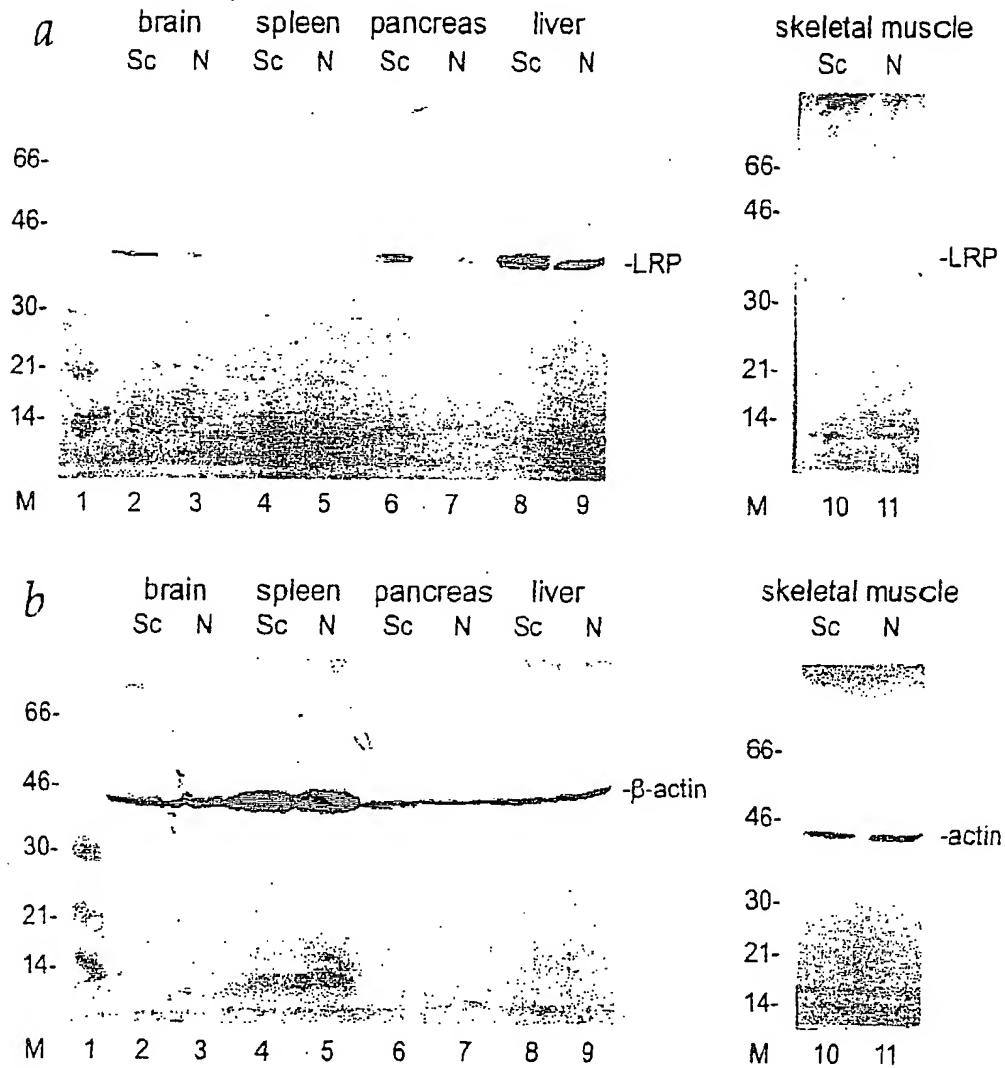 a brain spleen pancreas liver skeletal muscle
Sc N Sc N Sc N Sc N Sc N
66- 66-
46- 46-
-LRP -LRP
30- 30-
21- 21-
14- 14-
M 1 2 3 4 5 6 7 8 9 M 10 11
b brain spleen pancreas liver skeletal muscle
Sc N Sc N Sc N Sc N Sc N
66- 66-
46- -β-actin 46-
-actin
30- 30-
21- 21-
14- 14-
M 1 2 3 4 5 6 7 8 9 M 10 11